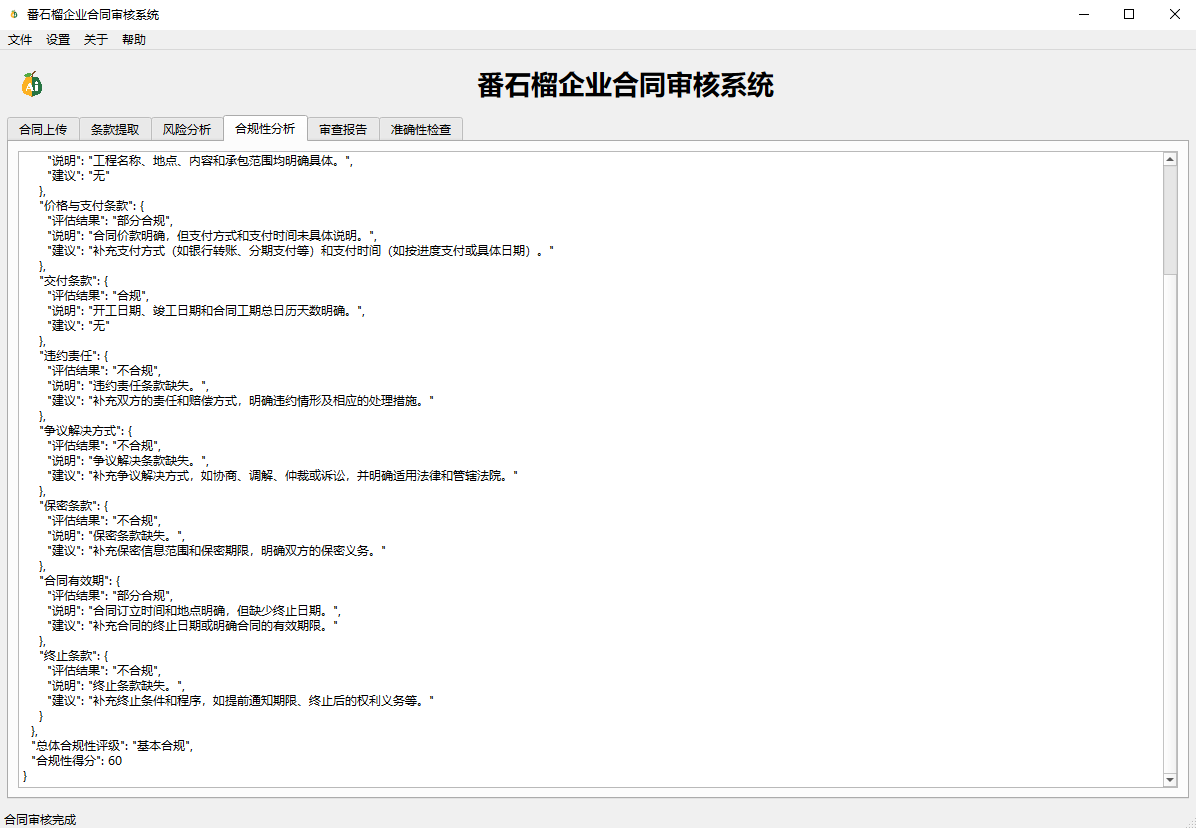 番石榴企业合同审核系统
文件 设置 关于 帮助
Ai
番石榴企业合同审核系统
合同上传 条款提取 风险分析 合规性分析 审查报告 准确性检查
"说明": "工程名称、地点、内容和承包范围均明确具体。",
"建议": "无"
},
"价格与支付条款": {
"评估结果": "部分合规",
"说明": "合同价款明确，但支付方式和支付时间未具体说明。",
"建议": "补充支付方式（如银行转账、分期支付等）和支付时间（如按进度支付或具体日期）。"
},
"交付条款": {
"评估结果": "合规",
"说明": "开工日期、竣工日期和合同工期总日历天数明确。",
"建议": "无"
},
"违约责任": {
"评估结果": "不合规",
"说明": "违约责任条款缺失。",
"建议": "补充双方的责任和赔偿方式，明确违约情形及相应的处理措施。"
},
"争议解决方式": {
"评估结果": "不合规",
"说明": "争议解决条款缺失。",
"建议": "补充争议解决方式，如协商、调解、仲裁或诉讼，并明确适用法律和管辖法院。"
},
"保密条款": {
"评估结果": "不合规",
"说明": "保密条款缺失。",
"建议": "补充保密信息范围和保密期限，明确双方的保密义务。"
},
"合同有效期": {
"评估结果": "部分合规",
"说明": "合同订立时间和地点明确，但缺少终止日期。",
"建议": "补充合同的终止日期或明确合同的有效期限。"
},
"终止条款": {
"评估结果": "不合规",
"说明": "终止条款缺失。",
"建议": "补充终止条件和程序，如提前通知期限、终止后的权利义务等。"
}
},
"总体合规性评级": "基本合规",
"合规性得分": 60
}
合同审核完成